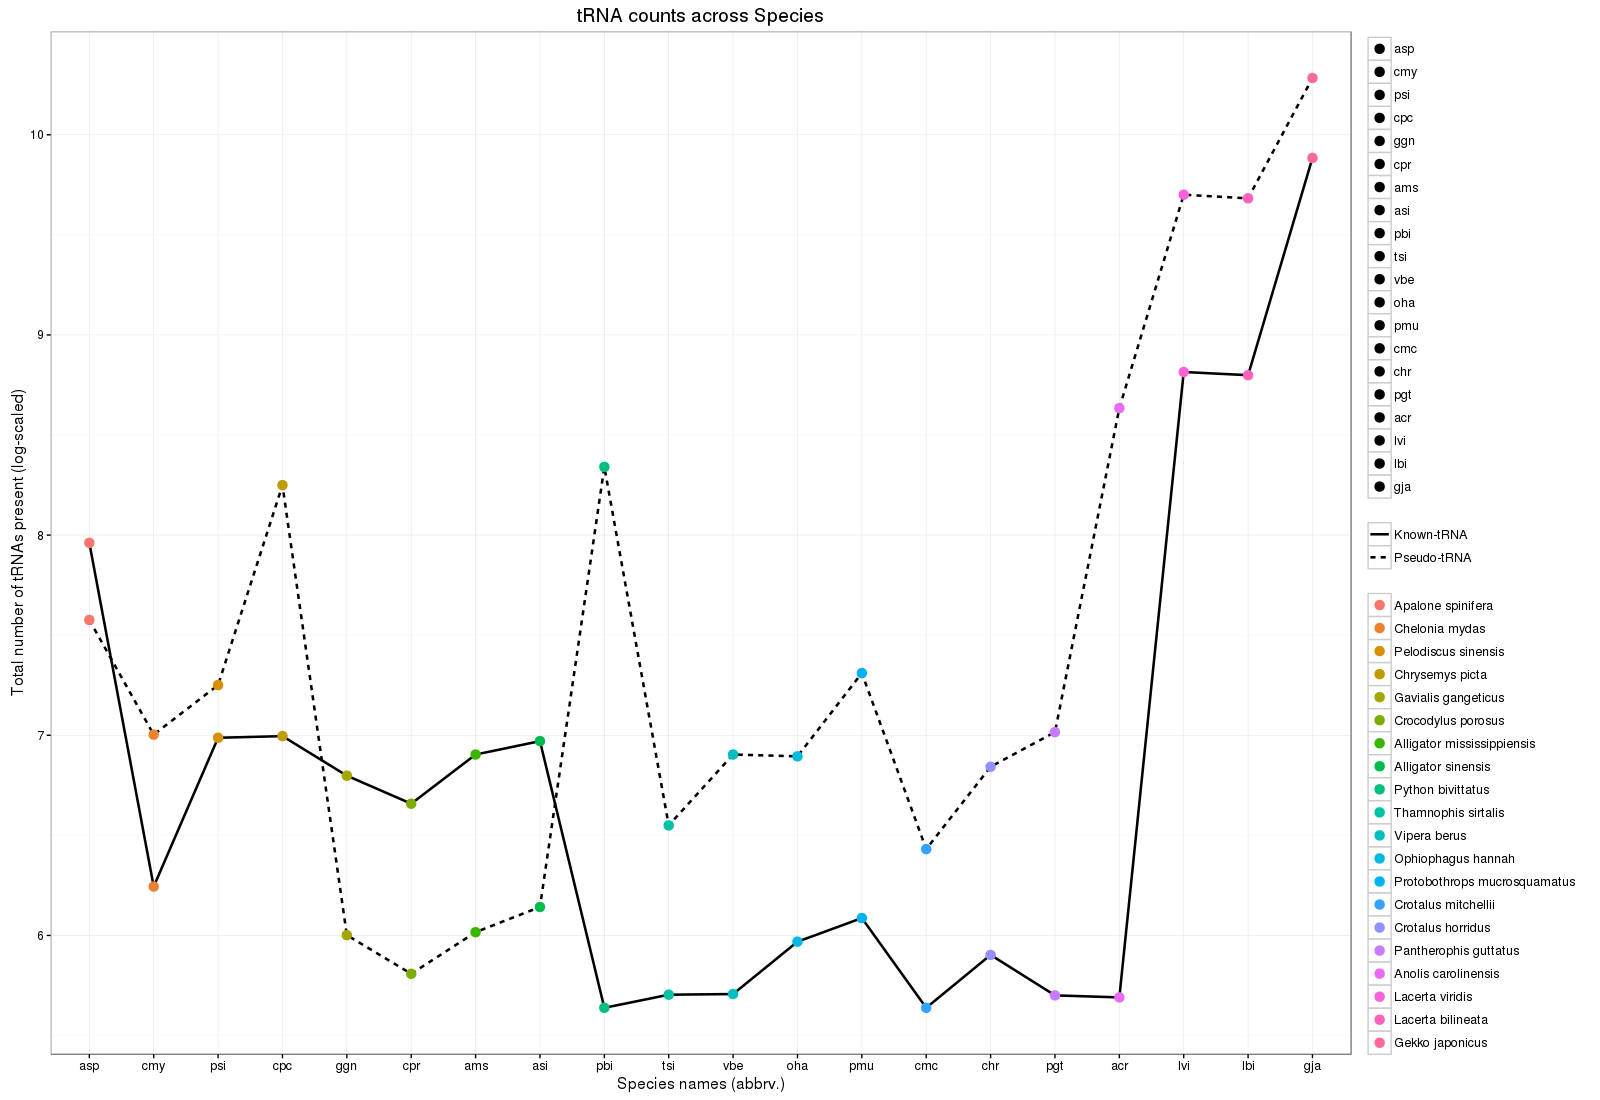 tRNA counts across Species
Total number of tRNAs present (log-scaled)
10
9
8
7
6
asp cmy psi cpc ggn cpr ams asi pbi tsi vbe oha pmu cmc chr pgt acr lvi lbi gja
Species names (abbrv.)
asp
cmy
psi
cpc
ggn
cpr
ams
asi
pbi
tsi
vbe
oha
pmu
cmc
chr
pgt
acr
lvi
lbi
gja
Known-tRNA
Pseudo-tRNA
Apalone spinifera
Chelonia mydas
Pelodiscus sinensis
Chrysemys picta
Gavialis gangeticus
Crocodylus porosus
Alligator mississippiensis
Alligator sinensis
Python bivittatus
Thamnophis sirtalis
Vipera berus
Ophiophagus hannah
Protobothrops mucrosquamatus
Crotalus mitchellii
Crotalus horridus
Pantherophis guttatus
Anolis carolinensis
Lacerta viridis
Lacerta bilineata
Gekko japonicus